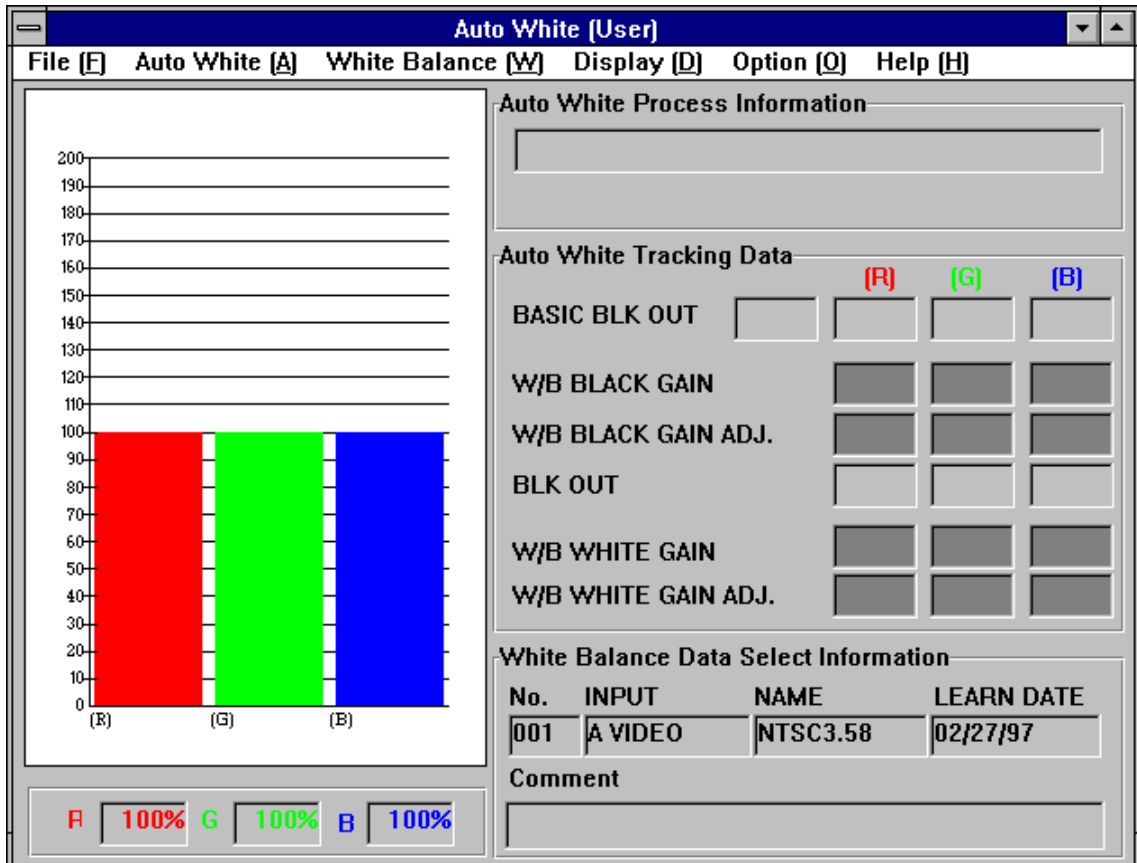 Auto White (User)
File (F) Auto White (A) White Balance (W) Display (D) Option (O) Help (H)
200
190
180
170
160
150
140
130
120
110
100
90
80
70
60
50
40
30
20
10
0
(R) (G) (B)
R 100% G 100% B 100%
Auto White Process Information
Auto White Tracking Data
(R) (G) (B)
BASIC BLK OUT
W/B BLACK GAIN
W/B BLACK GAIN ADJ.
BLK OUT
W/B WHITE GAIN
W/B WHITE GAIN ADJ.
White Balance Data Select Information
No. INPUT NAME LEARN DATE
001 A VIDEO NTSC3.58 02/27/97
Comment